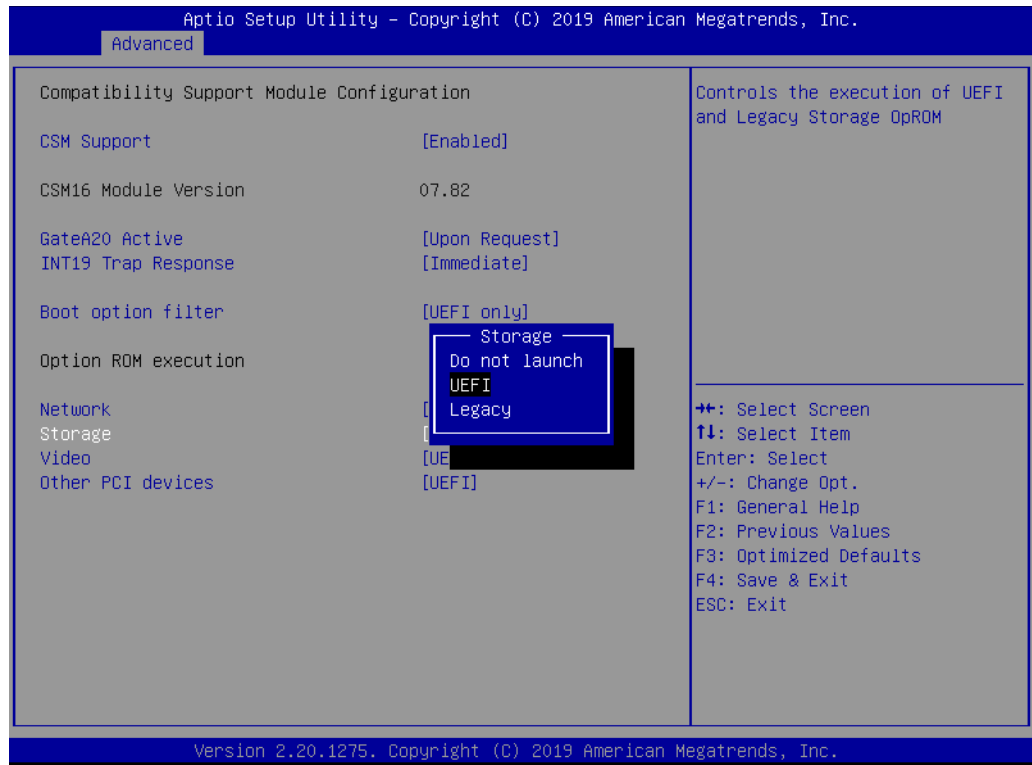 Aptio Setup Utility – Copyright (C) 2019 American Megatrends, Inc.
Advanced
Compatibility Support Module Configuration
CSM Support [Enabled]
CSM16 Module Version 07.82
GateA20 Active [Upon Request]
INT19 Trap Response [Immediate]
Boot option filter [UEFI only]
Option ROM execution
Network [
Storage [
Video [UE
Other PCI devices [UEFI]
Storage
Do not launch
UEFI
Legacy
Controls the execution of UEFI
and Legacy Storage OpROM
→←: Select Screen
↑↓: Select Item
Enter: Select
+/-: Change Opt.
F1: General Help
F2: Previous Values
F3: Optimized Defaults
F4: Save & Exit
ESC: Exit
Version 2.20.1275. Copyright (C) 2019 American Megatrends, Inc.